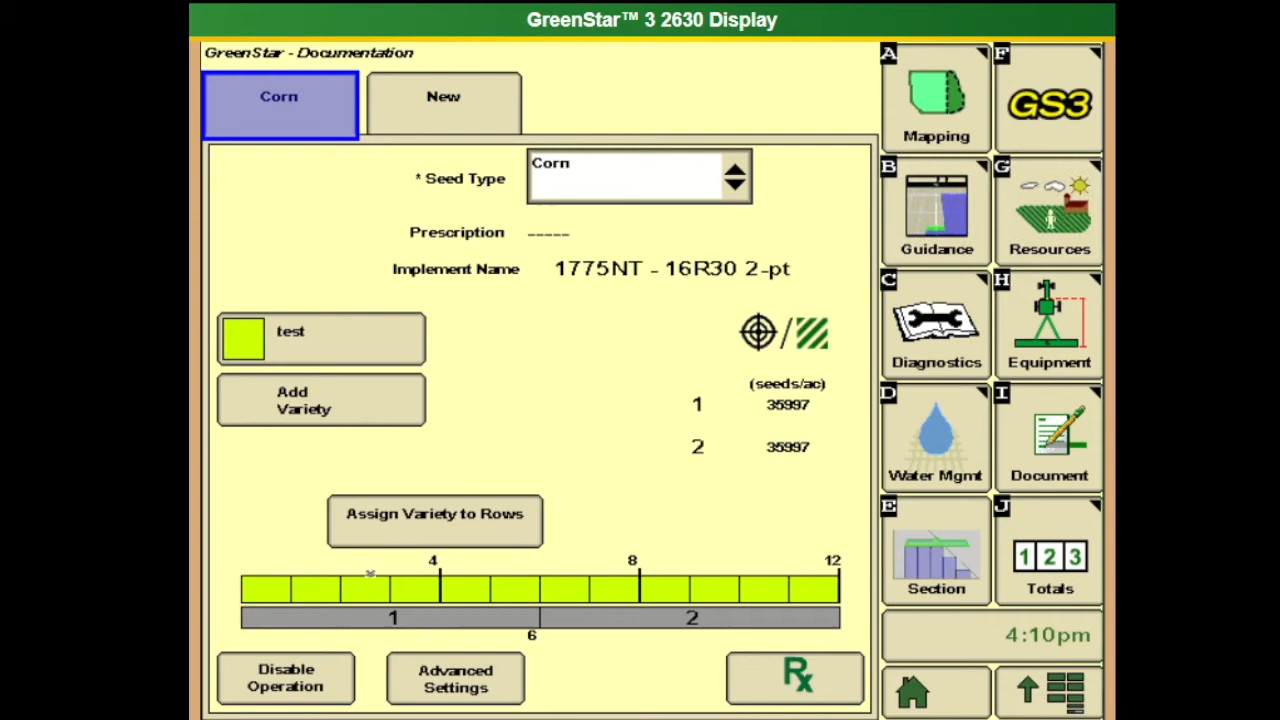 GreenStar™ 3 2630 Display
GreenStar - Documentation
Corn
New
* Seed Type
Corn
Prescription
-----
Implement Name
1775NT - 16R30 2-pt
test
Add
Variety
(seeds/ac)
1
35997
2
35997
Assign Variety to Rows
4
8
12
1
2
6
Disable
Operation
Advanced
Settings
Rx
A
Mapping
F
GS3
B
Guidance
G
Resources
C
Diagnostics
H
Equipment
D
Water Mgmt
I
Document
E
Section
J
1 2 3
Totals
4:10pm